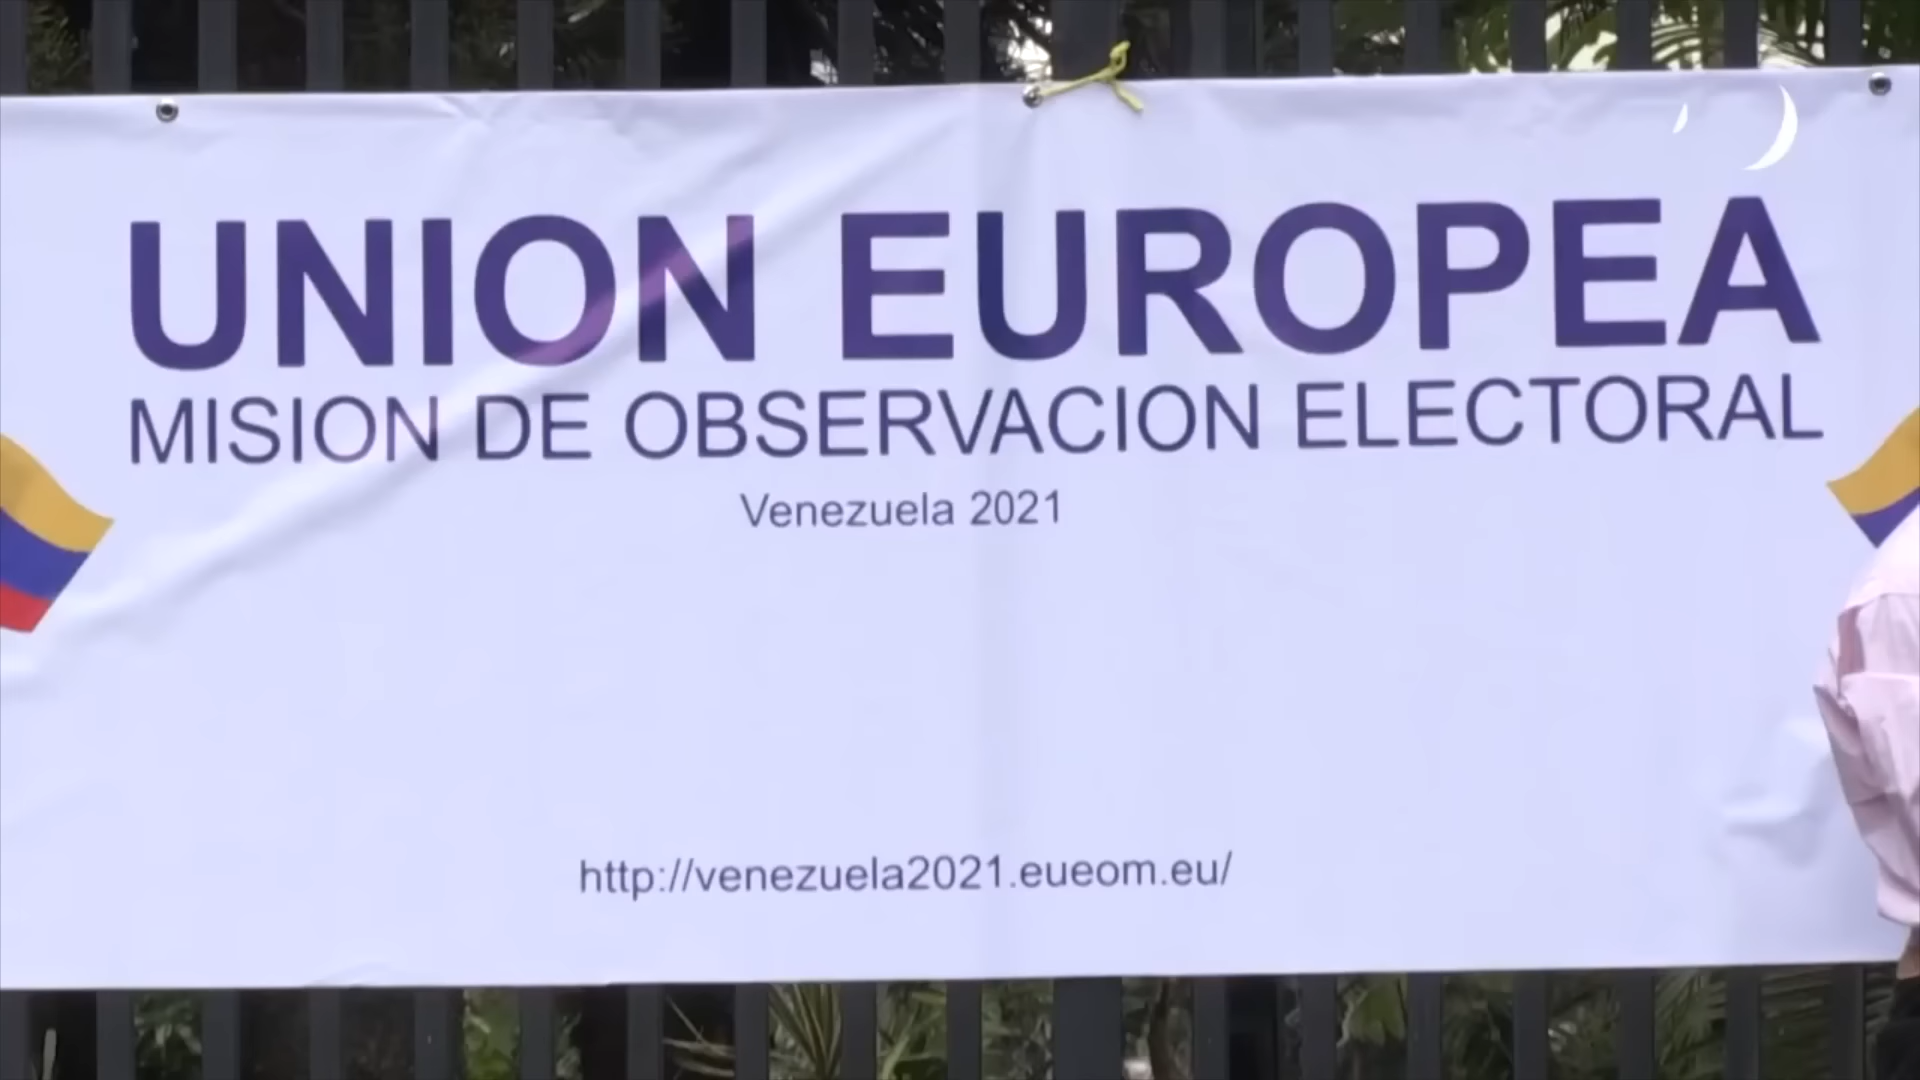 UNION EUROPEA
MISION DE OBSERVACION ELECTORAL
Venezuela 2021
http://venezuela2021.eueom.eu/